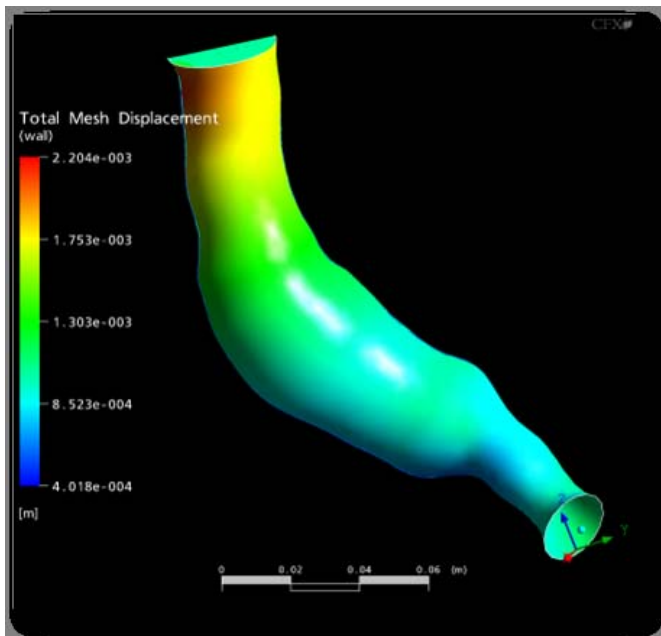 CFX
Total Mesh Displacement
(wall)
2.204e-003
1.753e-003
1.303e-003
8.523e-004
4.018e-004
[m]
Z
Y
0 0.02 0.04 0.06 (m)